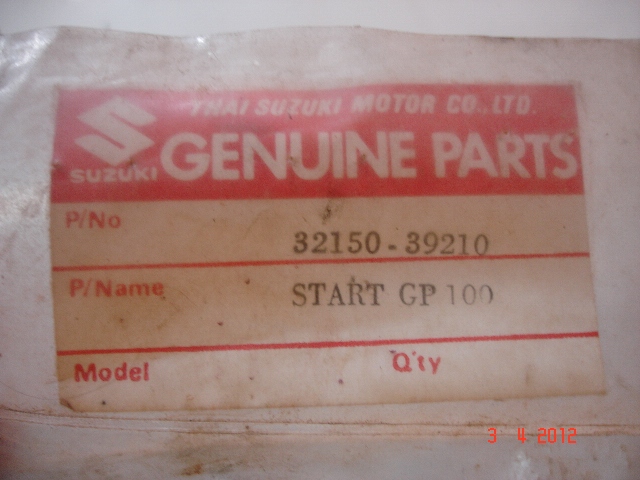 THAI SUZUKI MOTOR CO.,LTD.
SUZUKI
GENUINE PARTS
P/No 32150-39210
P/Name START GP 100
Model Q'ty
3 4 2012